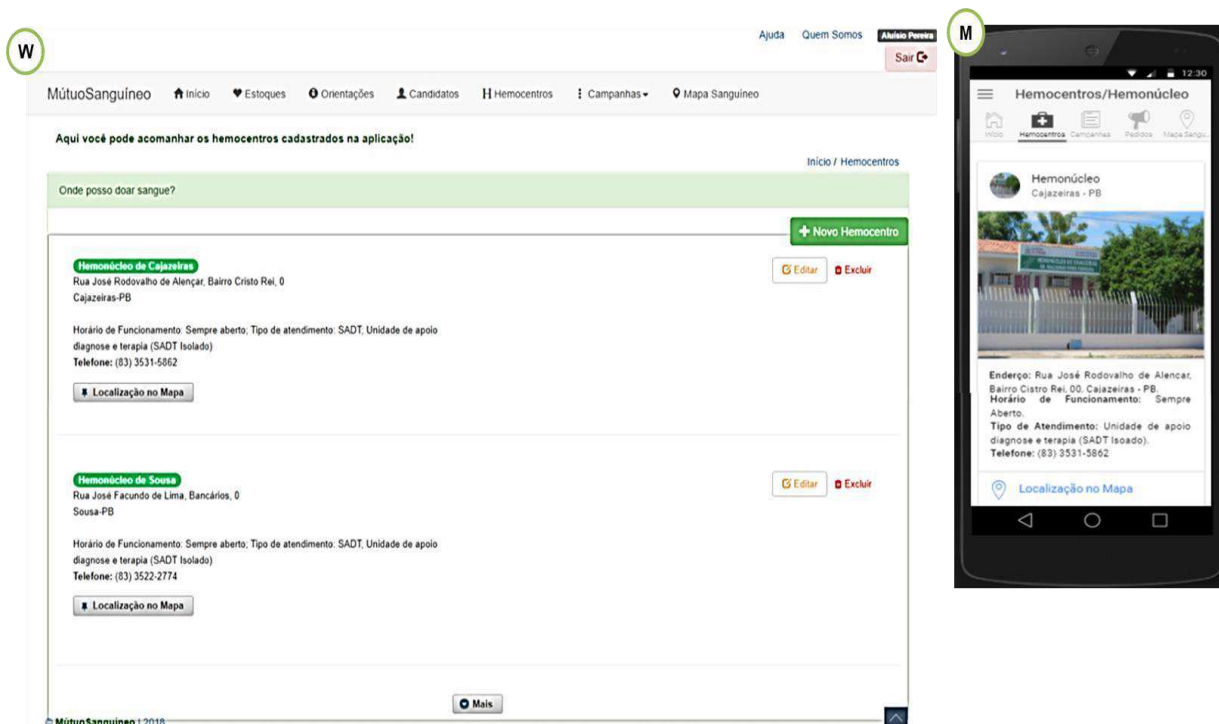 W
Ajuda Quem Somos Aluísio Pereira
Sair
MútuoSanguíneo Início Estoques Orientações Candidatos Hemocentros Campanhas Mapa Sanguíneo
Aqui você pode acomanhar os hemocentros cadastrados na aplicação!
Início / Hemocentros
Onde posso doar sangue?
Novo Hemocentro
Hemonúcleo de Cajazeiras
Editar Excluir
Rua José Rodovalho de Alençar, Bairro Cristo Rei, 0
Cajazeiras-PB
Horário de Funcionamento: Sempre aberto; Tipo de atendimento: SADT, Unidade de apoio
diagnose e terapia (SADT Isolado)
Telefone: (83) 3531-5862
Localização no Mapa
Hemonúcleo de Sousa
Editar Excluir
Rua José Facundo de Lima, Bancários, 0
Sousa-PB
Horário de Funcionamento: Sempre aberto; Tipo de atendimento: SADT, Unidade de apoio
diagnose e terapia (SADT Isolado)
Telefone: (83) 3522-2774
Localização no Mapa
Mais
© MútuoSanguíneo | 2018
M
12:30
Hemocentros/Hemonúcleo
Início Hemocentros Campanhas Pedidos Mapa Sangu...
Hemonúcleo
Cajazeiras - PB
Enderço: Rua José Rodovalho de Alencar,
Bairro Cistro Rei, 00. Cajazeiras - PB.
Horário de Funcionamento: Sempre
Aberto.
Tipo de Atendimento: Unidade de apoio
diagnose e terapia (SADT Isoado).
Telefone: (83) 3531-5862
Localização no Mapa